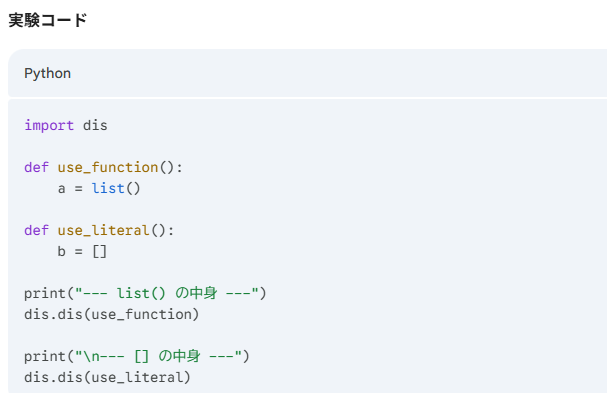 実験コード
Python
import dis
def use_function():
    a = list()
def use_literal():
    b = []
print("--- list() の中身 ---")
dis.dis(use_function)
print("\n--- [] の中身 ---")
dis.dis(use_literal)